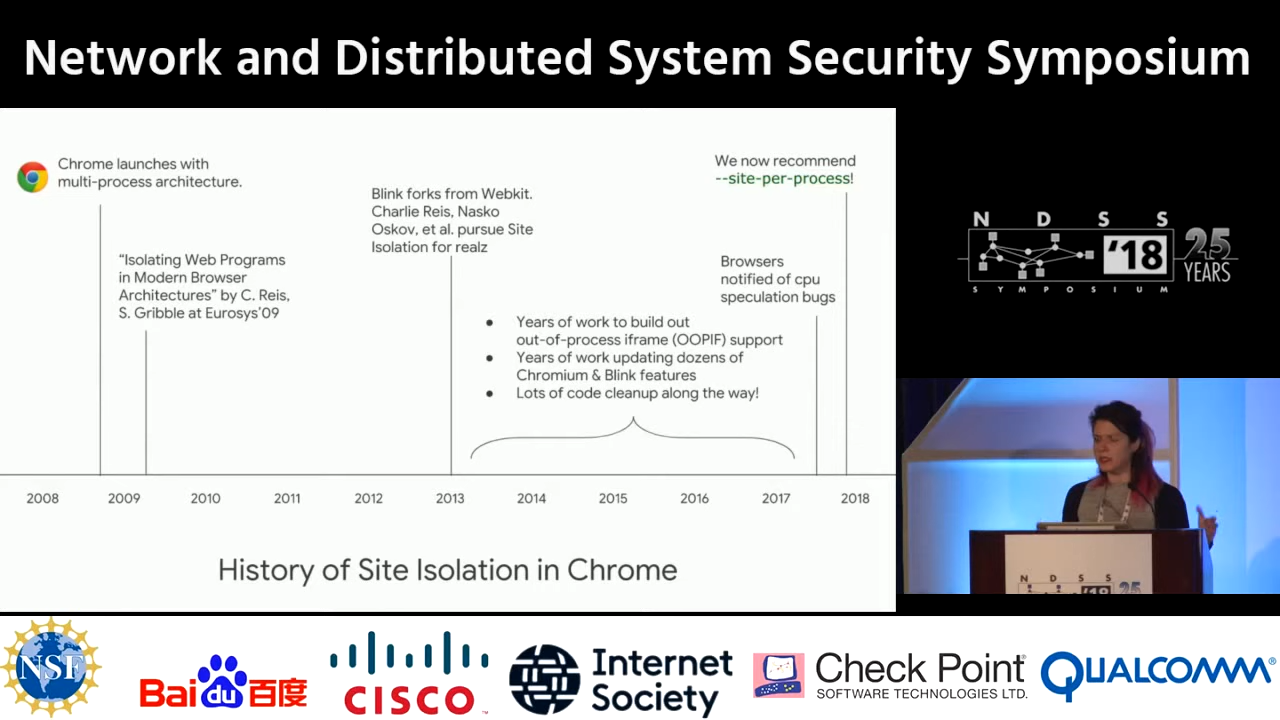 Network and Distributed System Security Symposium
Chrome launches with
multi-process architecture.
“Isolating Web Programs
in Modern Browser
Architectures” by C. Reis,
S. Gribble at Eurosys’09
Blink forks from Webkit.
Charlie Reis, Nasko
Oskov, et al. pursue Site
Isolation for realz
● Years of work to build out
out-of-process iframe (OOPIF) support
● Years of work updating dozens of
Chromium & Blink features
● Lots of code cleanup along the way!
We now recommend
--site-per-process!
Browsers
notified of cpu
speculation bugs
2008 2009 2010 2011 2012 2013 2014 2015 2016 2017 2018
History of Site Isolation in Chrome
N D S S
'18 25
YEARS
S Y M P O S I U M
N D S S
'18 25
NSF
Bai du 百度
CISCO™
Internet
Society
Check Point®
SOFTWARE TECHNOLOGIES LTD.
QUALCOMM®